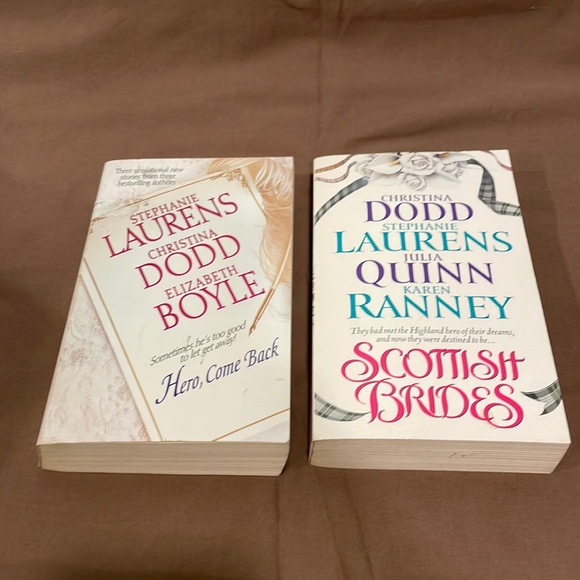 Three sensational new
stories from three
bestselling authors
STEPHANIE
LAURENS
CHRISTINA
DODD
ELIZABETH
BOYLE
Sometimes he's too good
to let get away!
Hero, Come Back
CHRISTINA
DODD
STEPHANIE
LAURENS
JULIA
QUINN
KAREN
RANNEY
They had met the Highland hero of their dreams,
and now they were destined to be...
SCOTTISH
BRIDES